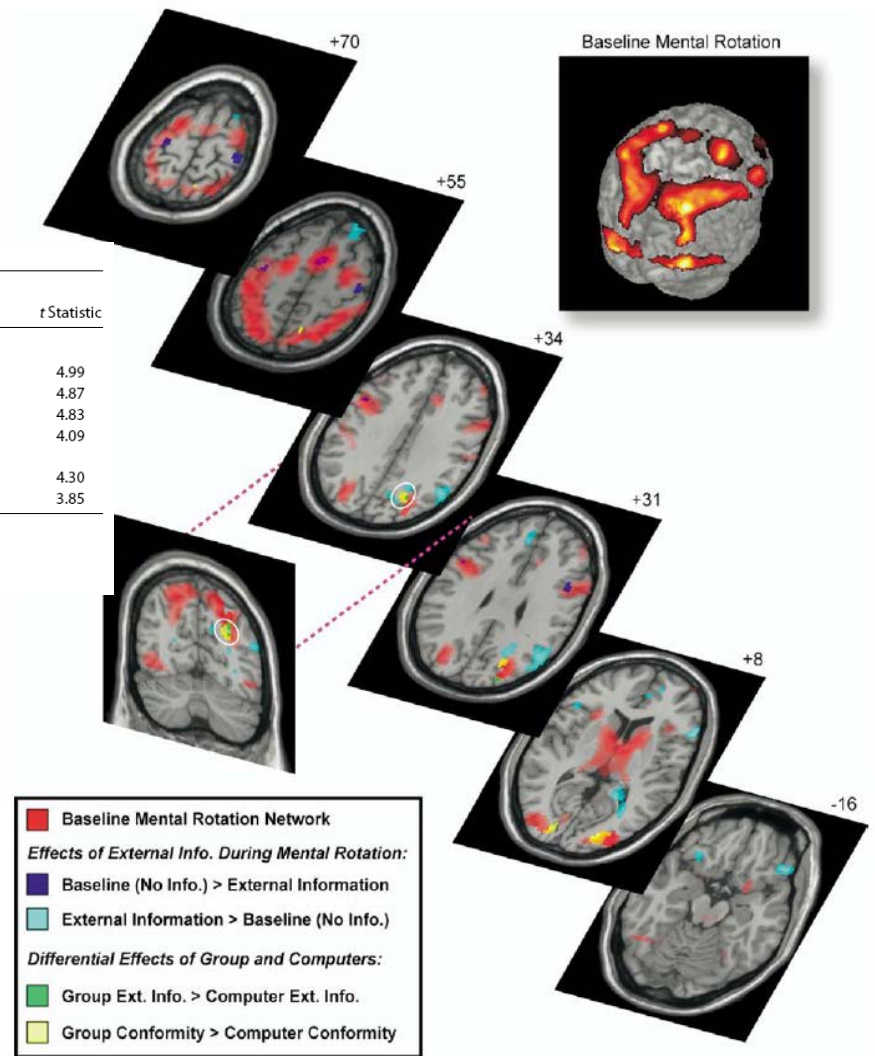 +70
Baseline Mental Rotation
+55
t Statistic
4.99
4.87
4.83
4.09
4.30
3.85
+34
+31
+8
-16
Baseline Mental Rotation Network
Effects of External Info. During Mental Rotation:
Baseline (No Info.) > External Information
External Information > Baseline (No Info.)
Differential Effects of Group and Computers:
Group Ext. Info. > Computer Ext. Info.
Group Conformity > Computer Conformity